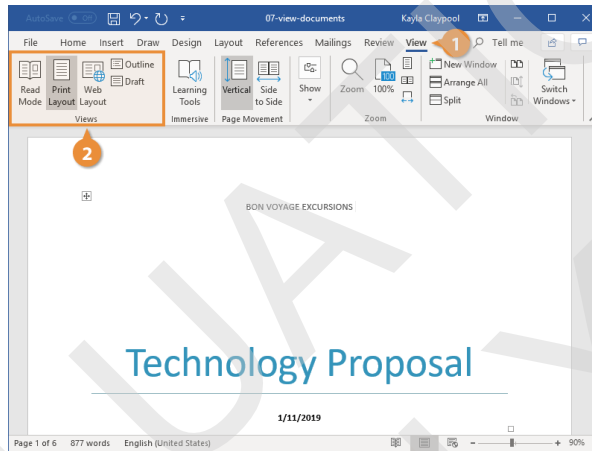 AutoSave Off 07-view-documents Kayla Claypool
File Home Insert Draw Design Layout References Mailings Review View 1 Tell me
Read Mode
Print Layout
Web Layout
Outline
Draft
Views
Learning Tools
Immersive
Vertical
Side to Side
Page Movement
Show
Zoom
100
100%
Zoom
New Window
Arrange All
Split
Switch Windows
Window
2
BON VOYAGE EXCURSIONS
Technology Proposal
1/11/2019
Page 1 of 6 877 words English (United States) - + 90%